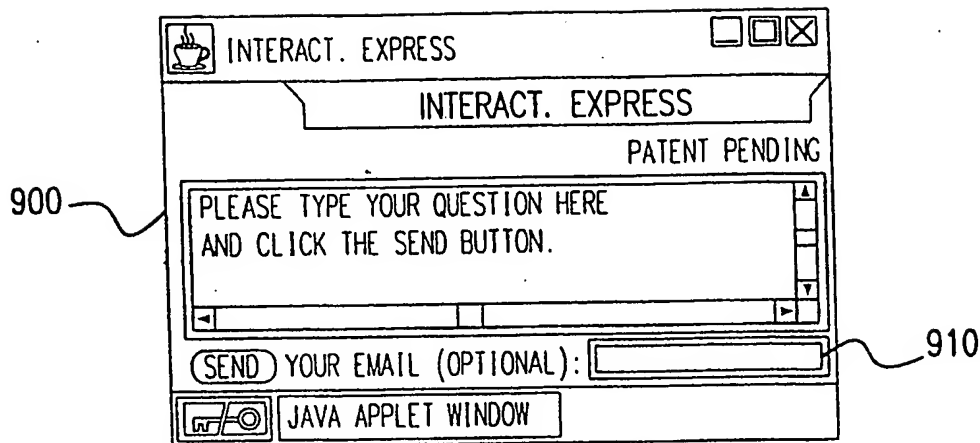 INTERACT. EXPRESS
INTERACT. EXPRESS
PATENT PENDING
900
PLEASE TYPE YOUR QUESTION HERE
AND CLICK THE SEND BUTTON.
SEND YOUR EMAIL (OPTIONAL):
910
JAVA APPLET WINDOW